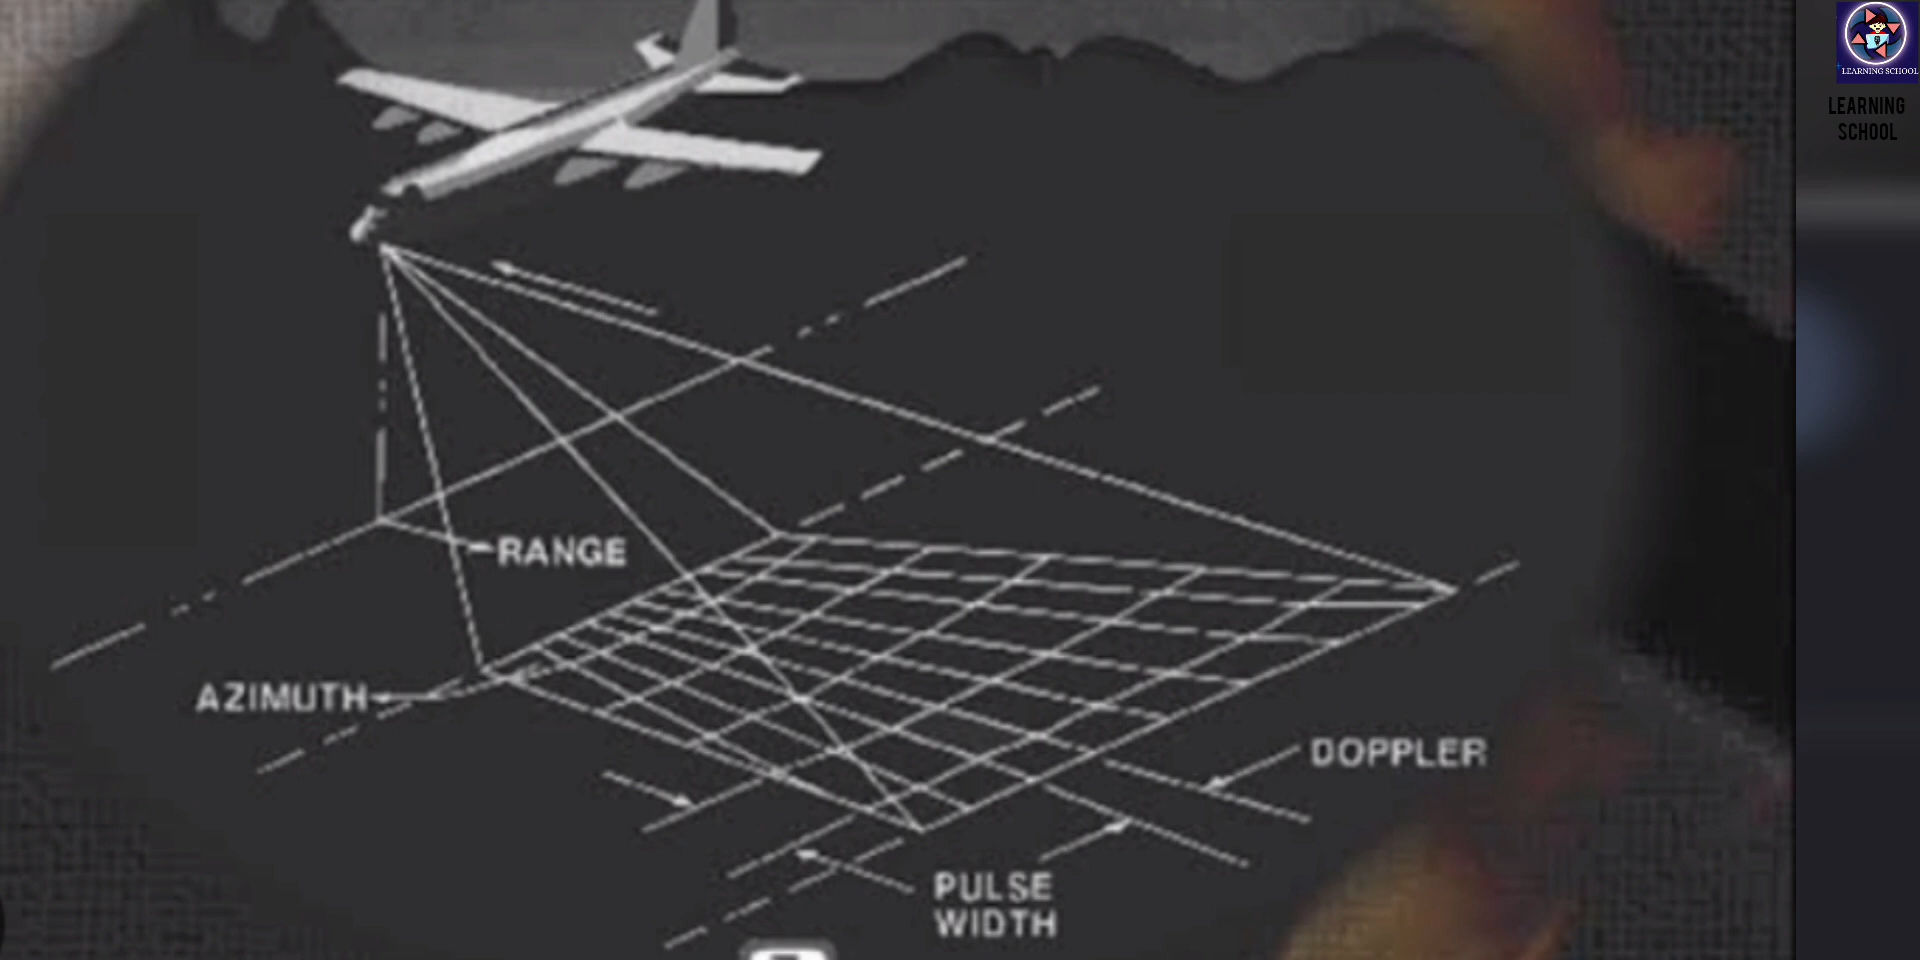 LEARNING SCHOOL
LEARNING
SCHOOL
RANGE
AZIMUTH
DOPPLER
PULSE
WIDTH